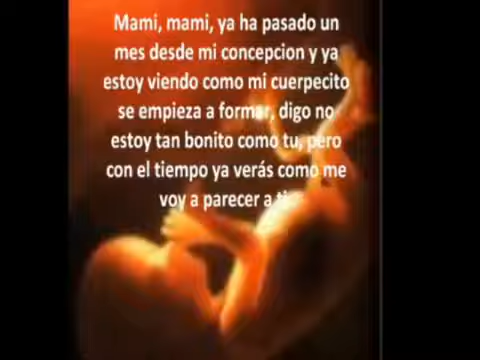 Mami, mami, ya ha pasado un
mes desde mi concepcion y ya
estoy viendo como mi cuerpecito
se empieza a formar, digo no
estoy tan bonito como tu, pero
con el tiempo ya verás como me
voy a parecer a ti.